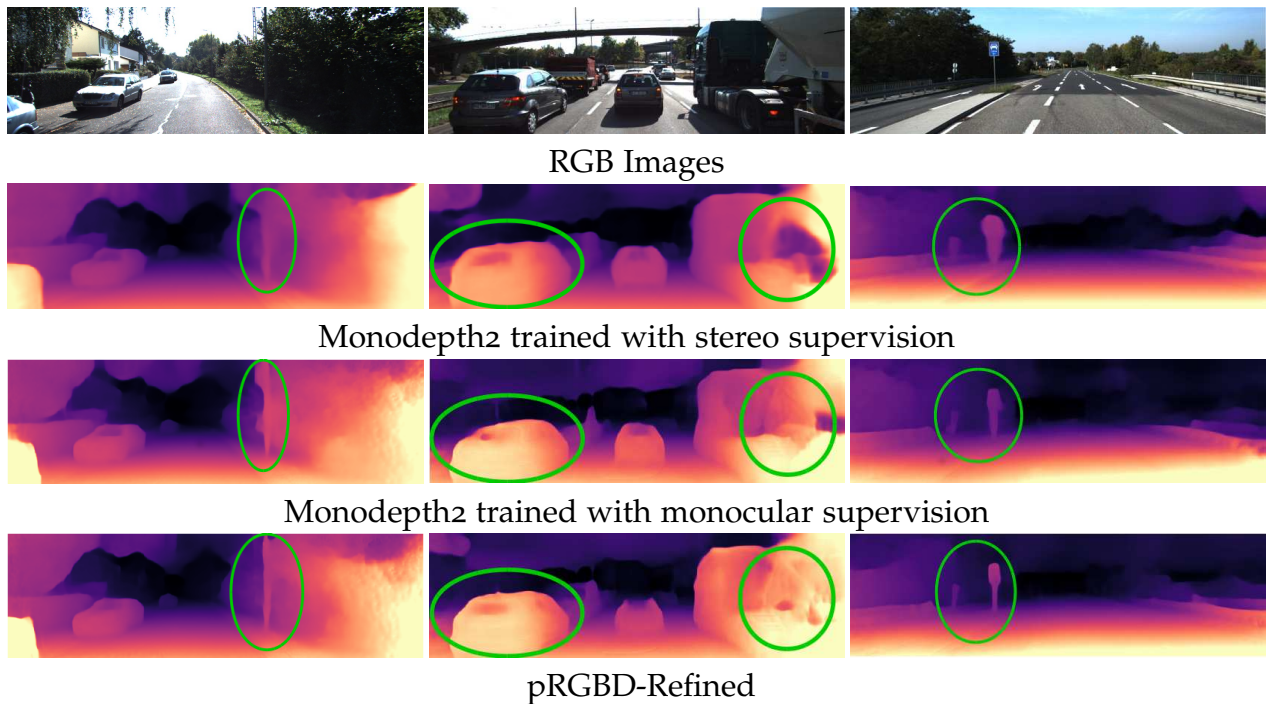 RGB Images
Monodepth2 trained with stereo supervision
Monodepth2 trained with monocular supervision
pRGBD-Refined